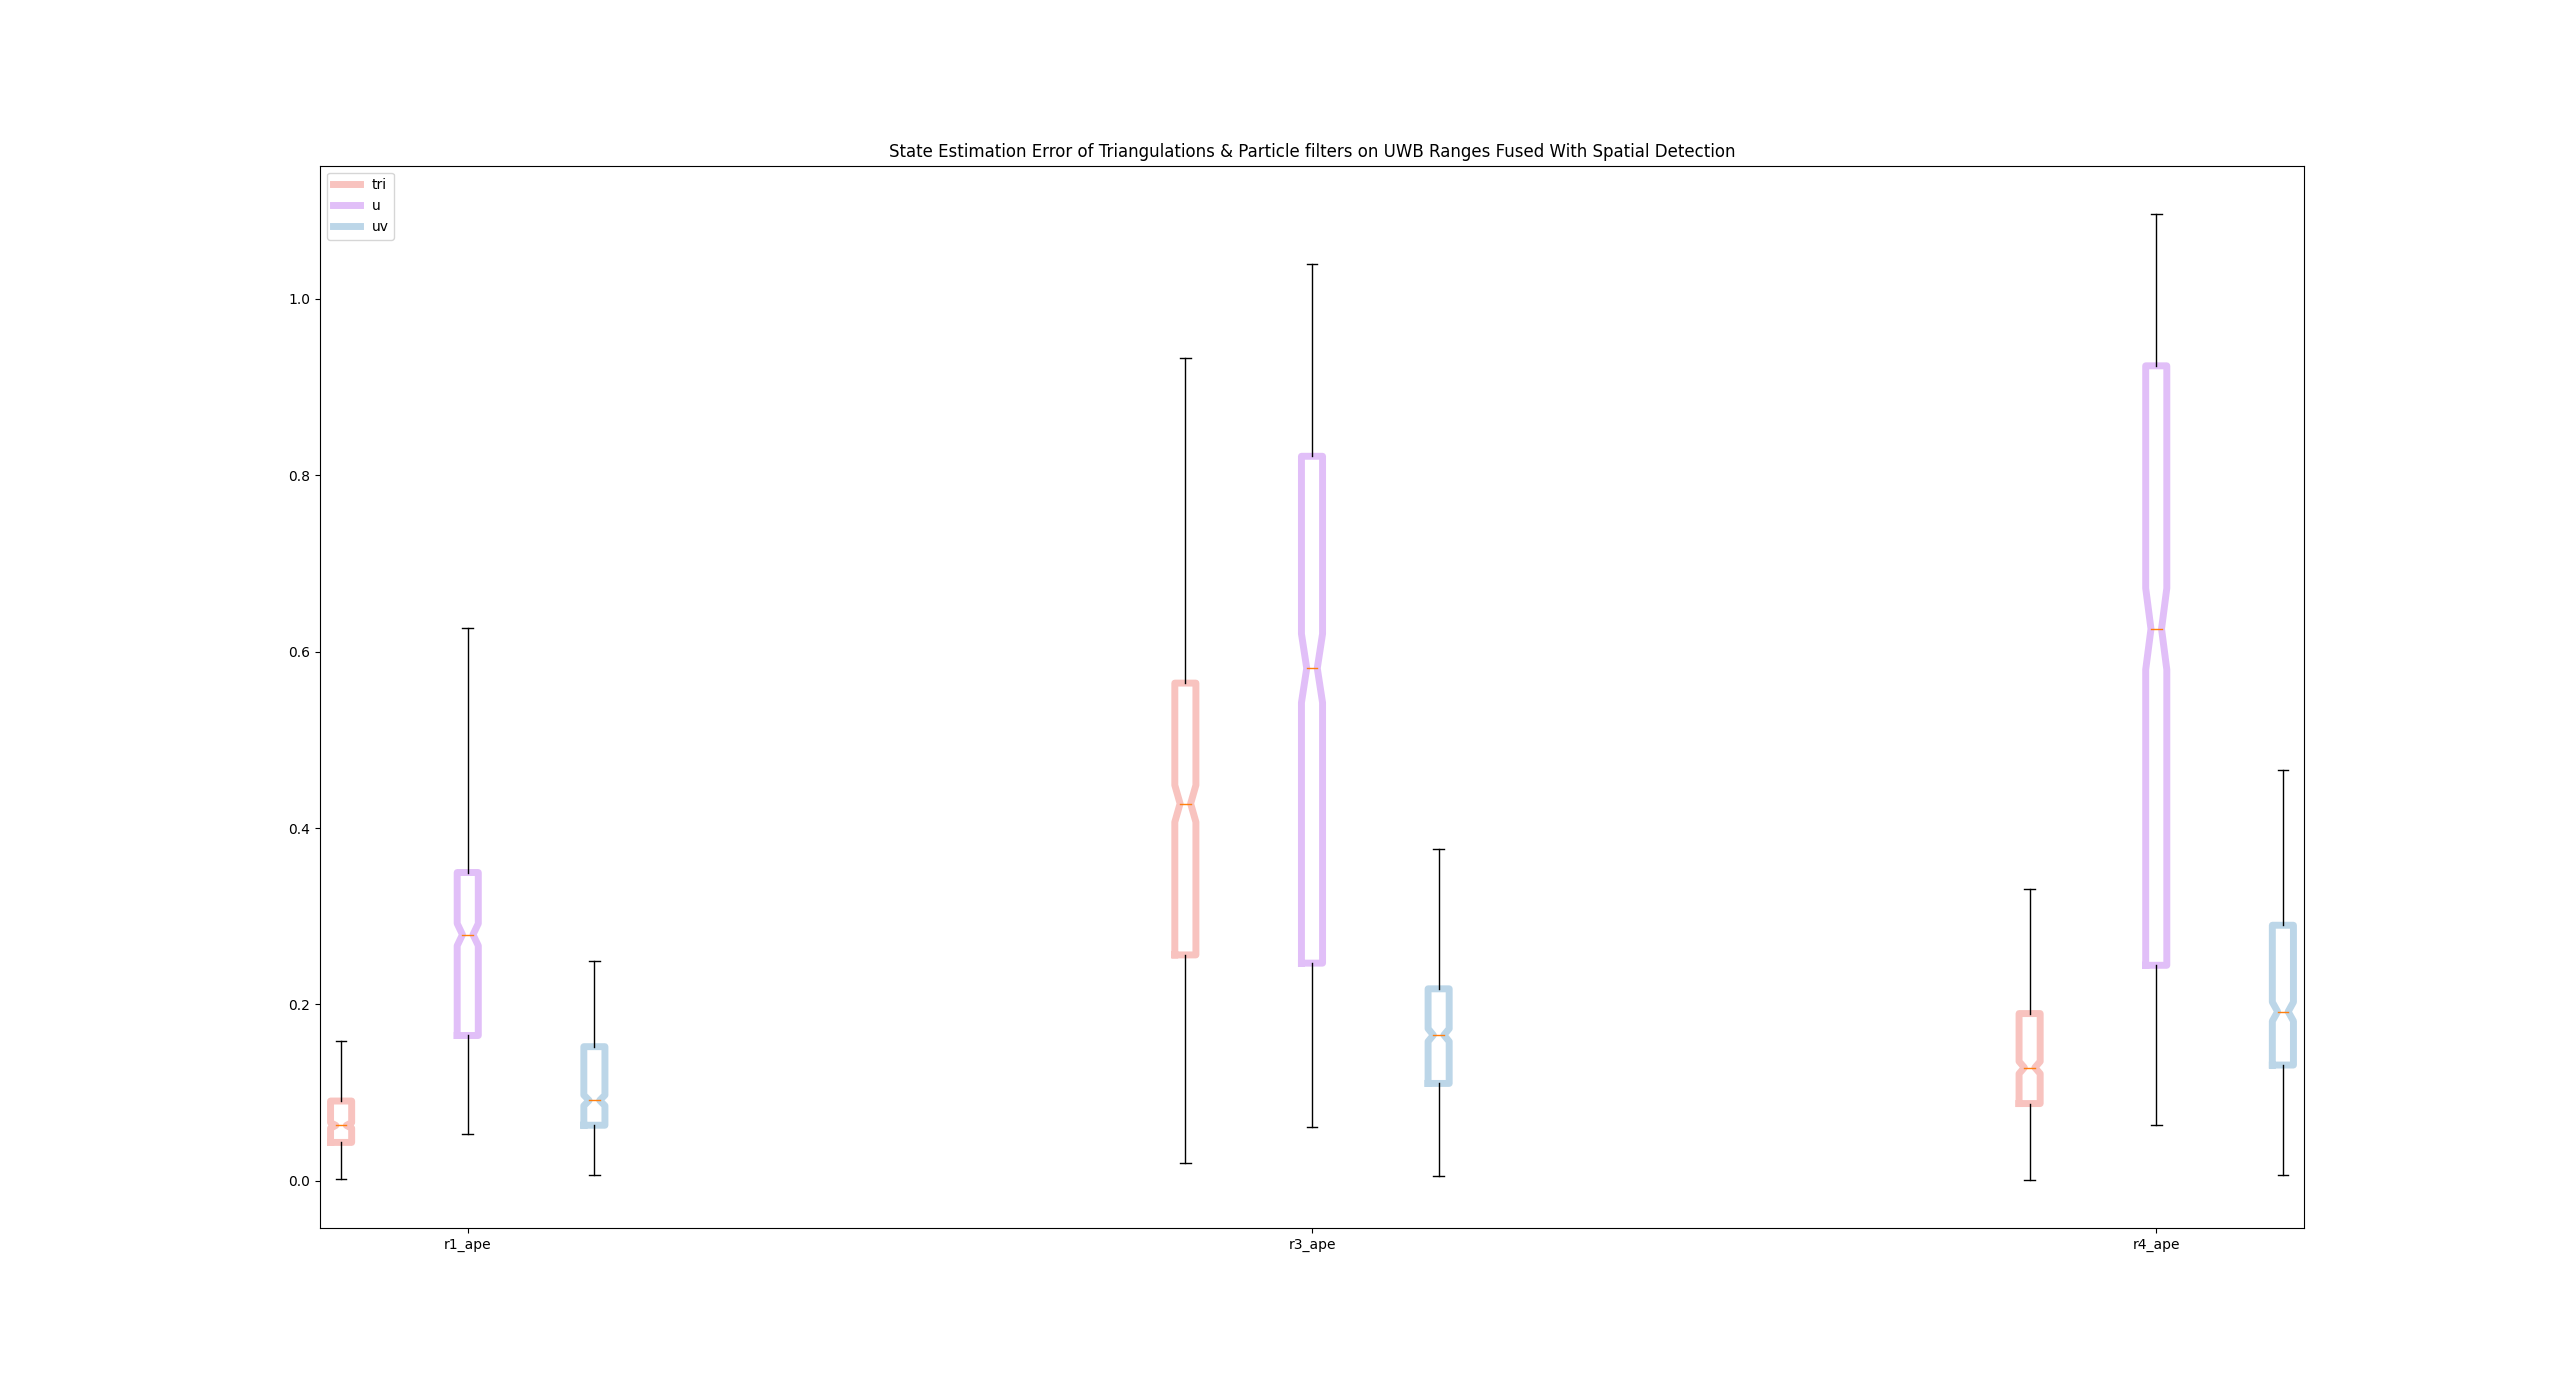 State Estimation Error of Triangulations & Particle filters on UWB Ranges Fused With Spatial Detection
tri
u
uv
1.0
0.8
0.6
0.4
0.2
0.0
r1_ape r3_ape r4_ape